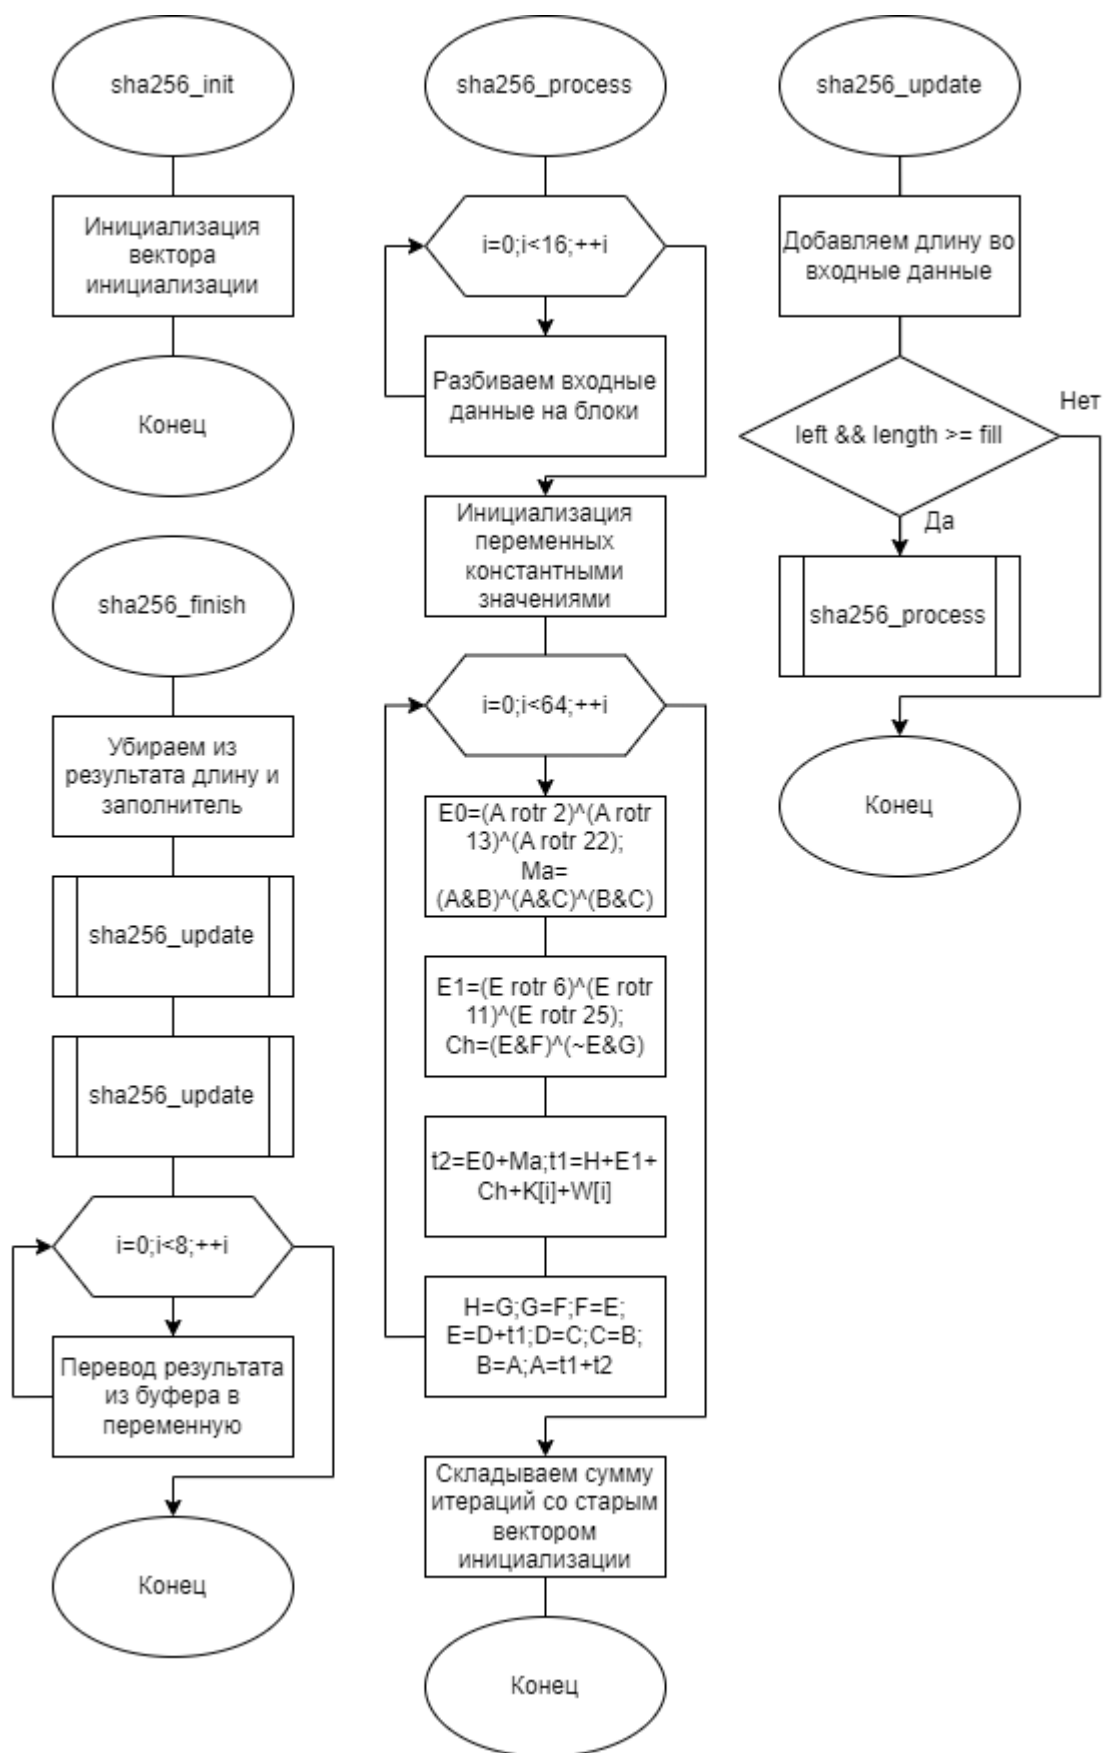 sha256_init
Инициализация
вектора
инициализации
Конец
sha256_finish
Убираем из
результата длину и
заполнитель
sha256_update
sha256_update
i=0;i<8;++i
Перевод результата
из буфера в
переменную
Конец
sha256_process
i=0;i<16;++i
Разбиваем входные
данные на блоки
Инициализация
переменных
константными
значениями
i=0;i<64;++i
E0=(A rotr 2)^(A rotr
13)^(A rotr 22);
Ma=
(A&B)^(A&C)^(B&C)
E1=(E rotr 6)^(E rotr
11)^(E rotr 25);
Ch=(E&F)^(~E&G)
t2=E0+Ma;t1=H+E1+
Ch+K[i]+W[i]
H=G;G=F;F=E;
E=D+t1;D=C;C=B;
B=A;A=t1+t2
Складываем сумму
итераций со старым
вектором
инициализации
Конец
sha256_update
Добавляем длину во
входные данные
left && length >= fill
Нет
Да
sha256_process
Конец